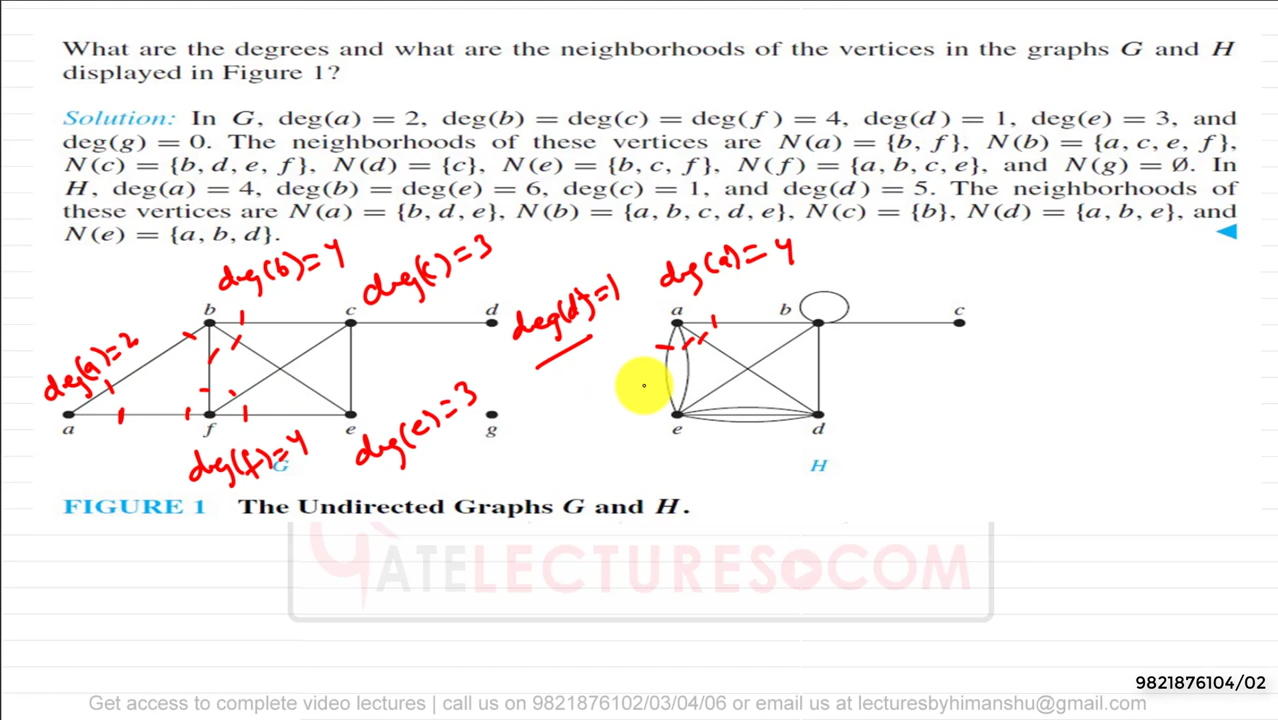 What are the degrees and what are the neighborhoods of the vertices in the graphs G and H
displayed in Figure 1?
Solution: In G, deg(a) = 2, deg(b) = deg(c) = deg(f) = 4, deg(d) = 1, deg(e) = 3, and
deg(g) = 0. The neighborhoods of these vertices are N(a) = {b, f}, N(b) = {a, c, e, f},
N(c) = {b, d, e, f}, N(d) = {c}, N(e) = {b, c, f}, N(f) = {a, b, c, e}, and N(g) = ∅. In
H, deg(a) = 4, deg(b) = deg(e) = 6, deg(c) = 1, and deg(d) = 5. The neighborhoods of
these vertices are N(a) = {b, d, e}, N(b) = {a, b, c, d, e}, N(c) = {b}, N(d) = {a, b, e}, and
N(e) = {a, b, d}.
deg(b)=4 deg(c)=3 deg(a)=4
deg(d)=1
b c d a b c
deg(a)=2
a f e g e d
deg(f)=4 deg(e)=3
G H
FIGURE 1 The Undirected Graphs G and H.
ÀTELECTURES.COM
9821876104/02
Get access to complete video lectures | call us on 9821876102/03/04/06 or email us at lecturesbyhimanshu@gmail.com